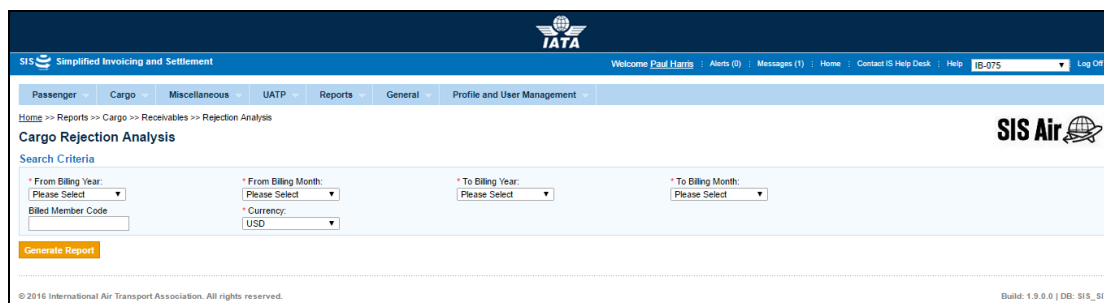 IATA
SIS Simplified Invoicing and Settlement
Welcome Paul Harris : Alerts (0) : Messages (1) : Home : Contact IS Help Desk : Help IB-075 Log Off
Passenger Cargo Miscellaneous UATP Reports General Profile and User Management
Home >> Reports >> Cargo >> Receivables >> Rejection Analysis
SIS Air
Cargo Rejection Analysis
Search Criteria
* From Billing Year: * From Billing Month: * To Billing Year: * To Billing Month:
Please Select Please Select Please Select Please Select
Billed Member Code * Currency:
USD
Generate Report
© 2016 International Air Transport Association. All rights reserved. Build: 1.9.0.0 | DB: SIS_SI